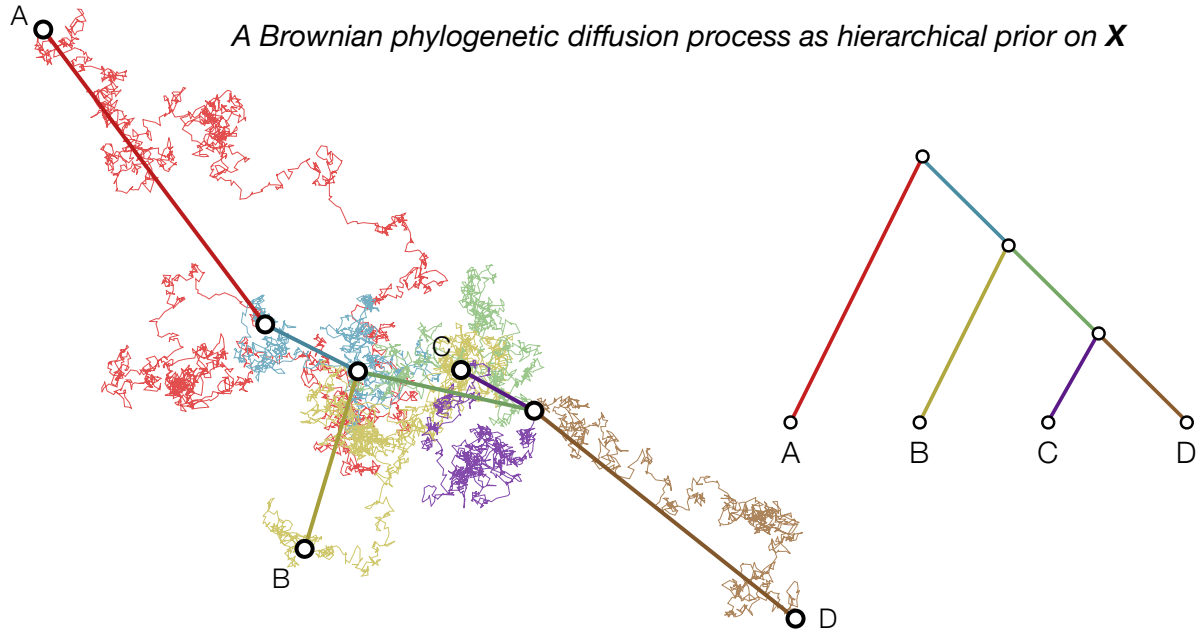 A
A Brownian phylogenetic diffusion process as hierarchical prior on X
C
B
D
A
B
C
D